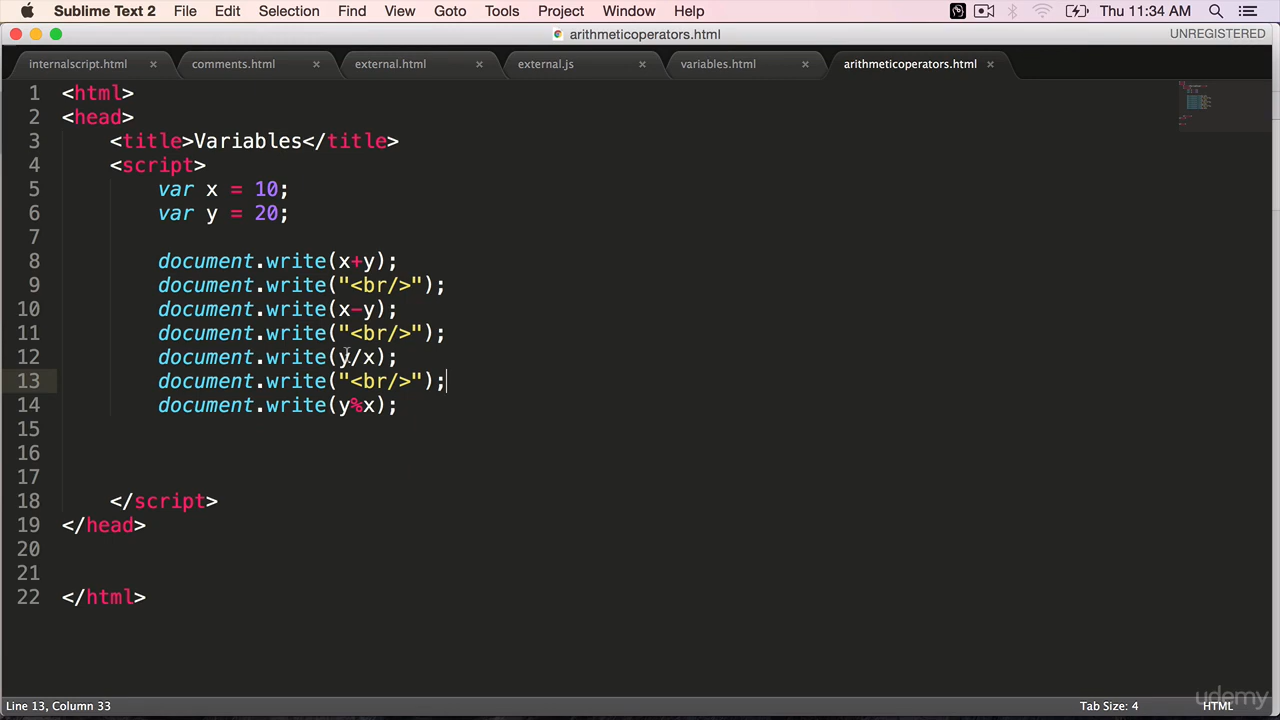 Sublime Text 2 File Edit Selection Find View Goto Tools Project Window Help Thu 11:34 AM
arithmeticoperators.html UNREGISTERED
internalscript.html × comments.html × external.html × external.js × variables.html × arithmeticoperators.html ×
1 <html>
2 <head>
3 <title>Variables</title>
4 <script>
5 var x = 10;
6 var y = 20;
7
8 document.write(x+y);
9 document.write("<br/>");
10 document.write(x-y);
11 document.write("<br/>");
12 document.write(y/x);
13 document.write("<br/>");
14 document.write(y%x);
15
16
17
18 </script>
19 </head>
20
21
22 </html>
udemy
Line 13, Column 33 Tab Size: 4 HTML